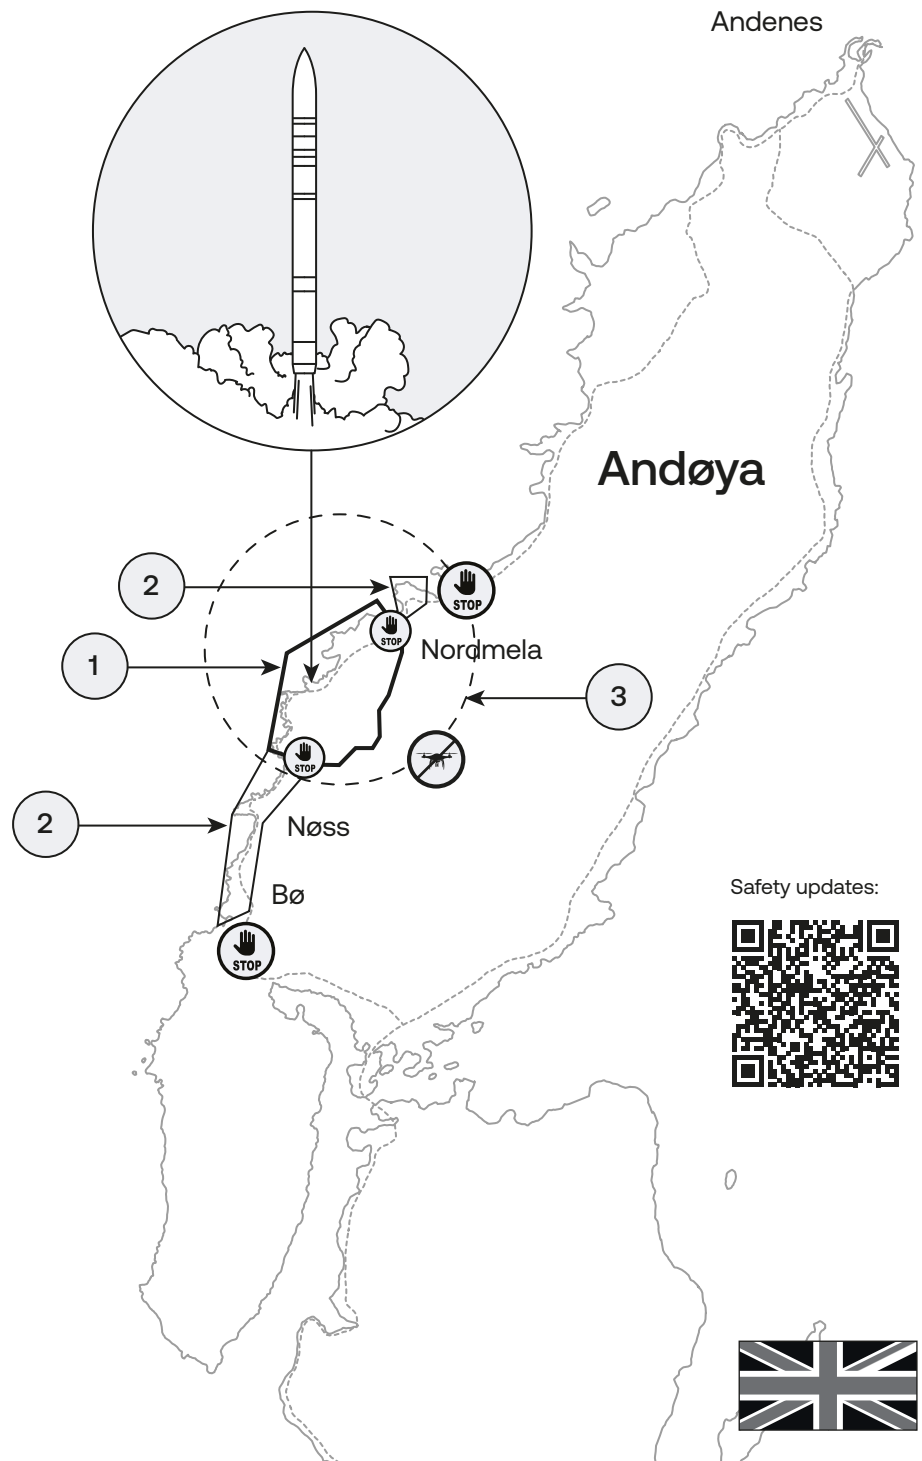 Andenes
Andøya
2
STOP
STOP
Nordmela
1
3
STOP
2
Nøss
Bø
Safety updates:
STOP